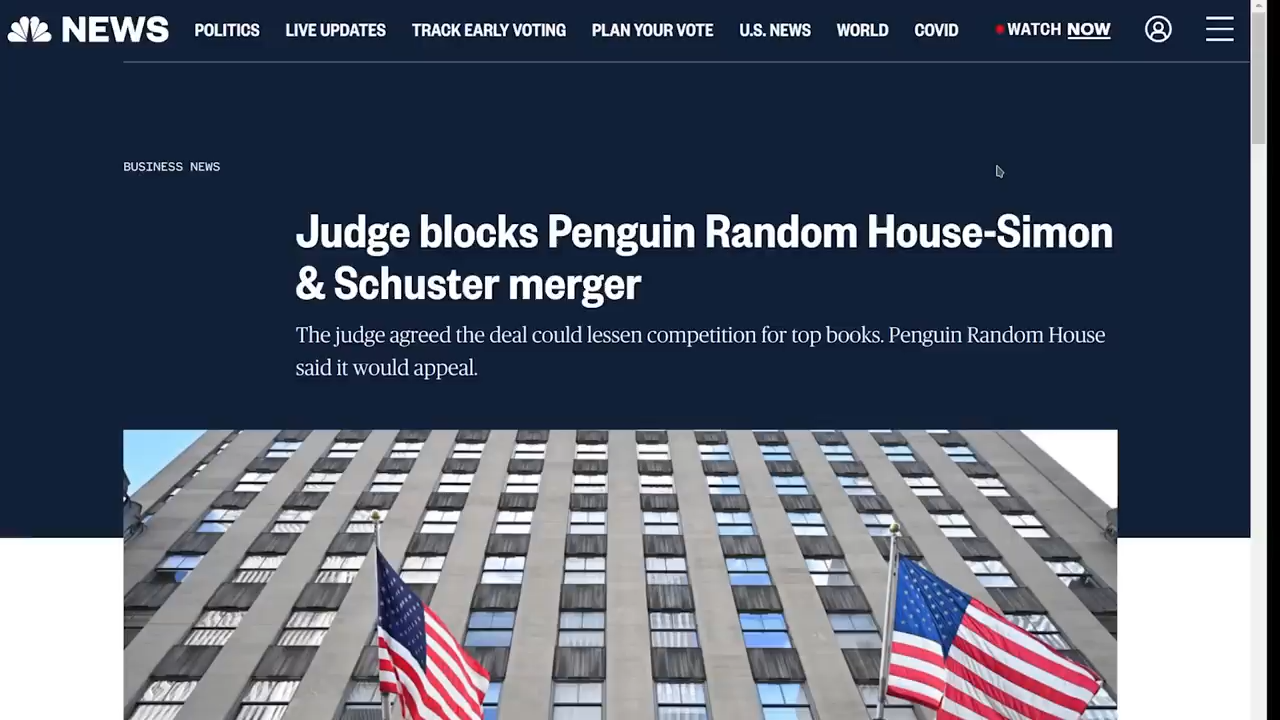 NEWS POLITICS LIVE UPDATES TRACK EARLY VOTING PLAN YOUR VOTE U.S. NEWS WORLD COVID WATCH NOW
BUSINESS NEWS
Judge blocks Penguin Random House-Simon
& Schuster merger
The judge agreed the deal could lessen competition for top books. Penguin Random House
said it would appeal.